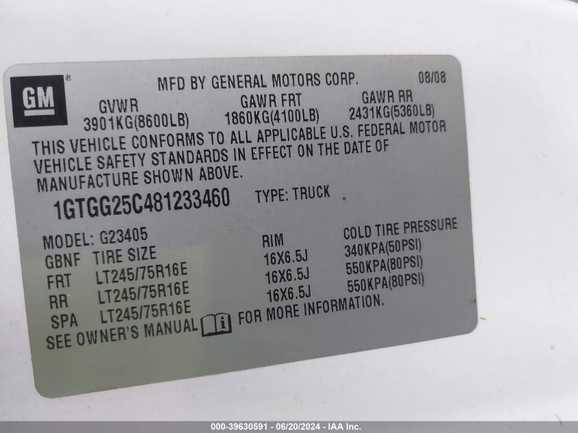 GM ®
MFD BY GENERAL MOTORS CORP. 08/08
GVWR GAWR FRT GAWR RR
3901KG(8600LB) 1860KG(4100LB) 2431KG(5360LB)
THIS VEHICLE CONFORMS TO ALL APPLICABLE U.S. FEDERAL MOTOR
VEHICLE SAFETY STANDARDS IN EFFECT ON THE DATE OF
MANUFACTURE SHOWN ABOVE.
1GTGG25C481233460 TYPE: TRUCK
MODEL: G23405
GBNF TIRE SIZE RIM COLD TIRE PRESSURE
FRT LT245/75R16E 16X6.5J 340KPA(50PSI)
RR LT245/75R16E 16X6.5J 550KPA(80PSI)
SPA LT245/75R16E 16X6.5J 550KPA(80PSI)
SEE OWNER'S MANUAL FOR MORE INFORMATION.
000-39630591 - 06/20/2024 - IAA Inc.